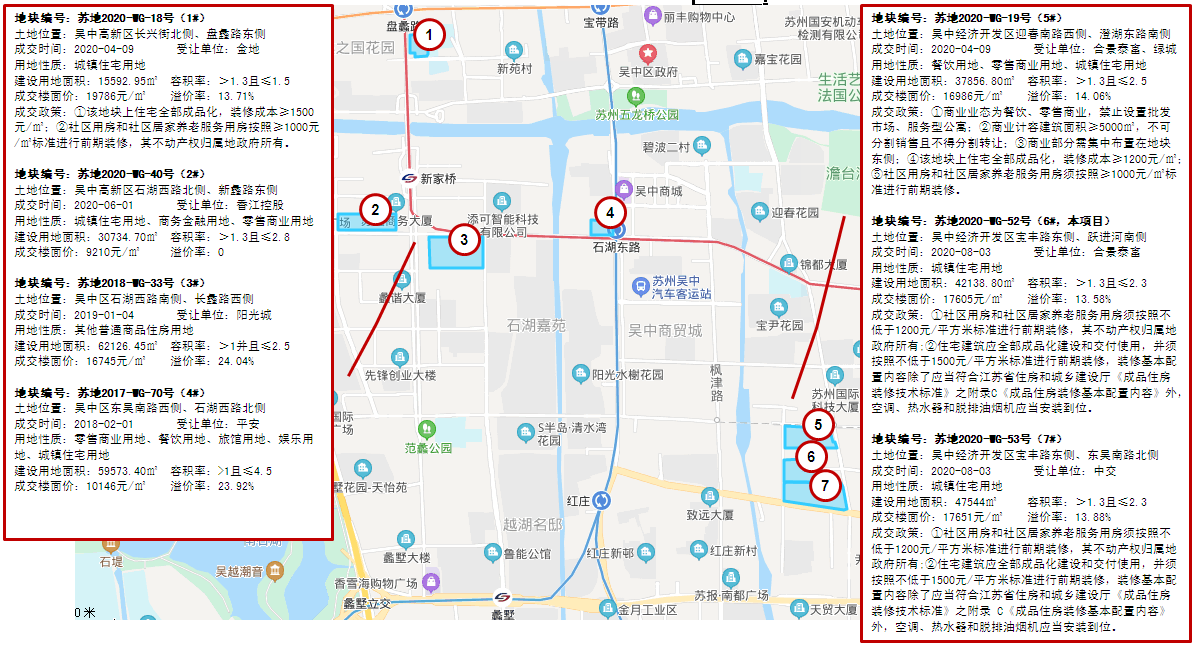 地块编号：苏地2020-WG-18号（1#）
土地位置：吴中高新区长兴街北侧、盘蠡路东侧
成交时间：2020-04-09 受让单位：金地
用地性质：城镇住宅用地
建设用地面积：15592.95㎡ 容积率：＞1.3且≤1.5
成交楼面价：19786元/㎡ 溢价率：13.71%
成交政策：①该地块上住宅全部成品化，装修成本≥1500
元/㎡；②社区用房和社区居家养老服务用房按照≥1000元
/㎡标准进行前期装修，其不动产权归属地政府所有。
地块编号：苏地2020-WG-40号（2#）
土地位置：吴中高新区石湖西路北侧、新蠡路东侧
成交时间：2020-06-01 受让单位：香江控股
用地性质：城镇住宅用地、商务金融用地、零售商业用地
建设用地面积：30734.70㎡ 容积率：＞1.3且≤2.8
成交楼面价：9210元/㎡ 溢价率：0
地块编号：苏地2018-WG-33号（3#）
土地位置：吴中区石湖西路南侧、长蠡路西侧
成交时间：2019-01-04 受让单位：阳光城
用地性质：其他普通商品住房用地
建设用地面积：62126.45㎡ 容积率：＞1并且≤2.5
成交楼面价：16745元/㎡ 溢价率：24.04%
地块编号：苏地2017-WG-70号（4#）
土地位置：吴中区东吴南路西侧、石湖西路北侧
成交时间：2018-02-01 受让单位：平安
用地性质：零售商业用地、餐饮用地、旅馆用地、娱乐用
地、城镇住宅用地
建设用地面积：59573.40㎡ 容积率：>1且≤4.5
成交楼面价：10146元/㎡ 溢价率：23.92%
盘蠡路
1
宝带路
丽丰购物中心
苏州国安机动车
检测有限公司
之国花园
新苑村
吴中区政府
嘉宝花园
生活艺
法国公
苏州五龙桥公园
碧波二村
澹台湖
新家桥
吴中商城
2
场
务大厦
添可智能科技
有限公司
3
4
迎春花园
石湖东路
锦都大厦
蠡谐大厦
苏州吴中
汽车客运站
石湖嘉苑
吴中商贸城
宝尹花园
先锋创业大楼
阳光水榭花园
枫津路
苏州国际
科技大厦
国际
广场
范蠡公园
S半岛·清水湾
花园
5
6
7
墅花园-天怡苑
红庄
致远大厦
越湖名邸
蠡墅大楼
鲁能公馆
红庄新邨
红庄新村
石堤
吴越潮音
香雪海购物广场
苏报·南都广场
蠡墅立交
蠡墅
金月工业区
天贸大厦
0 米
地块编号：苏地2020-WG-19号（5#）
土地位置：吴中经济开发区迎春南路西侧、澄湖东路南侧
成交时间：2020-04-09 受让单位：合景泰富、绿城
用地性质：餐饮用地、零售商业用地、城镇住宅用地
建设用地面积：37856.80㎡ 容积率：＞1.3且≤2.5
成交楼面价：16986元/㎡ 溢价率：14.06%
成交政策：①商业业态为餐饮、零售商业，禁止设置批发
市场、服务型公寓；②商业计容建筑面积≥5000㎡，不可
分割销售且不得分割转让；③商业部分需集中布置在地块
东侧；④该地块上住宅全部成品化，装修成本≥1200元/㎡；
⑤社区用房和社区居家养老服务用房须按照≥1000元/㎡标
准进行前期装修。
地块编号：苏地2020-WG-52号（6#，本项目）
土地位置：吴中经济开发区宝丰路东侧、跃进河南侧
成交时间：2020-08-03 受让单位：合景泰富
用地性质：城镇住宅用地
建设用地面积：42138.80㎡ 容积率：＞1.3且≤2.3
成交楼面价：17605元/㎡ 溢价率：13.58%
成交政策：①社区用房和社区居家养老服务用房须按照不
低于1200元/平方米标准进行前期装修，其不动产权归属地
政府所有;②住宅建筑应全部成品化建设和交付使用，并须
按照不低于1500元/平方米标准进行前期装修，装修基本配
置内容除了应当符合江苏省住房和城乡建设厅《成品住房
装修技术标准》之附录C《成品住房装修基本配置内容》外，
空调、热水器和脱排油烟机应当安装到位。
地块编号：苏地2020-WG-53号（7#）
土地位置：吴中经济开发区宝丰路东侧、东吴南路北侧
成交时间：2020-08-03 受让单位：中交
用地性质：城镇住宅用地
建设用地面积：47544㎡ 容积率：＞1.3且≤2.3
成交楼面价：17651元/㎡ 溢价率：13.88%
成交政策：①社区用房和社区居家养老服务用房须按照不
低于1200元/平方米标准进行前期装修，其不动产权归属地
政府所有;②住宅建筑应全部成品化建设和交付使用，并须
按照不低于1500元/平方米标准进行前期装修，装修基本配
置内容除了应当符合江苏省住房和城乡建设厅《成品住房
装修技术标准》之附录 C《成品住房装修基本配置内容》
外，空调、热水器和脱排油烟机应当安装到位。